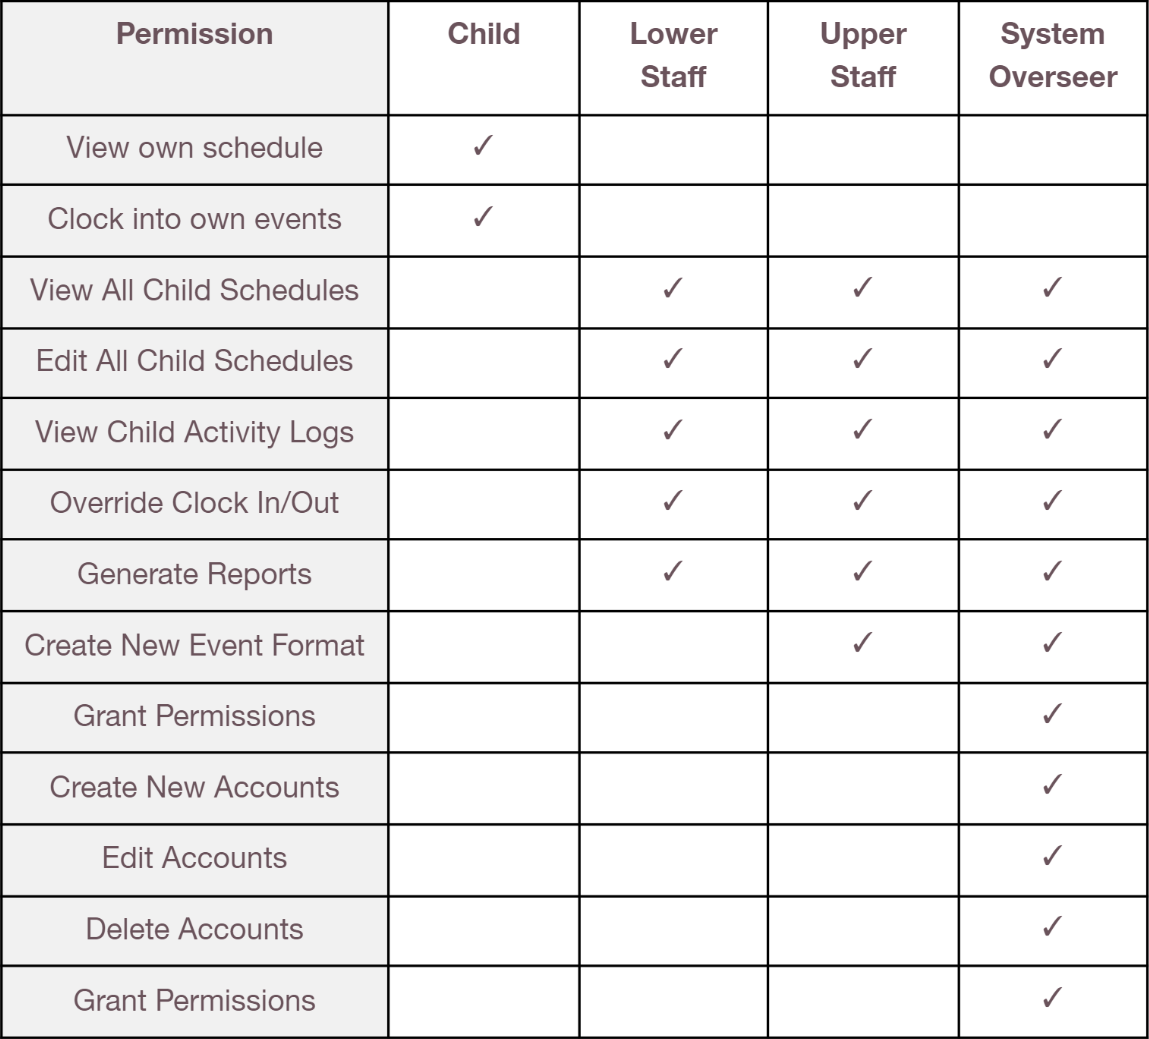 Permission Child Lower Staff Upper Staff System Overseer
View own schedule ✓
Clock into own events ✓
View All Child Schedules ✓ ✓ ✓
Edit All Child Schedules ✓ ✓ ✓
View Child Activity Logs ✓ ✓ ✓
Override Clock In/Out ✓ ✓ ✓
Generate Reports ✓ ✓ ✓
Create New Event Format ✓ ✓
Grant Permissions ✓
Create New Accounts ✓
Edit Accounts ✓
Delete Accounts ✓
Grant Permissions ✓